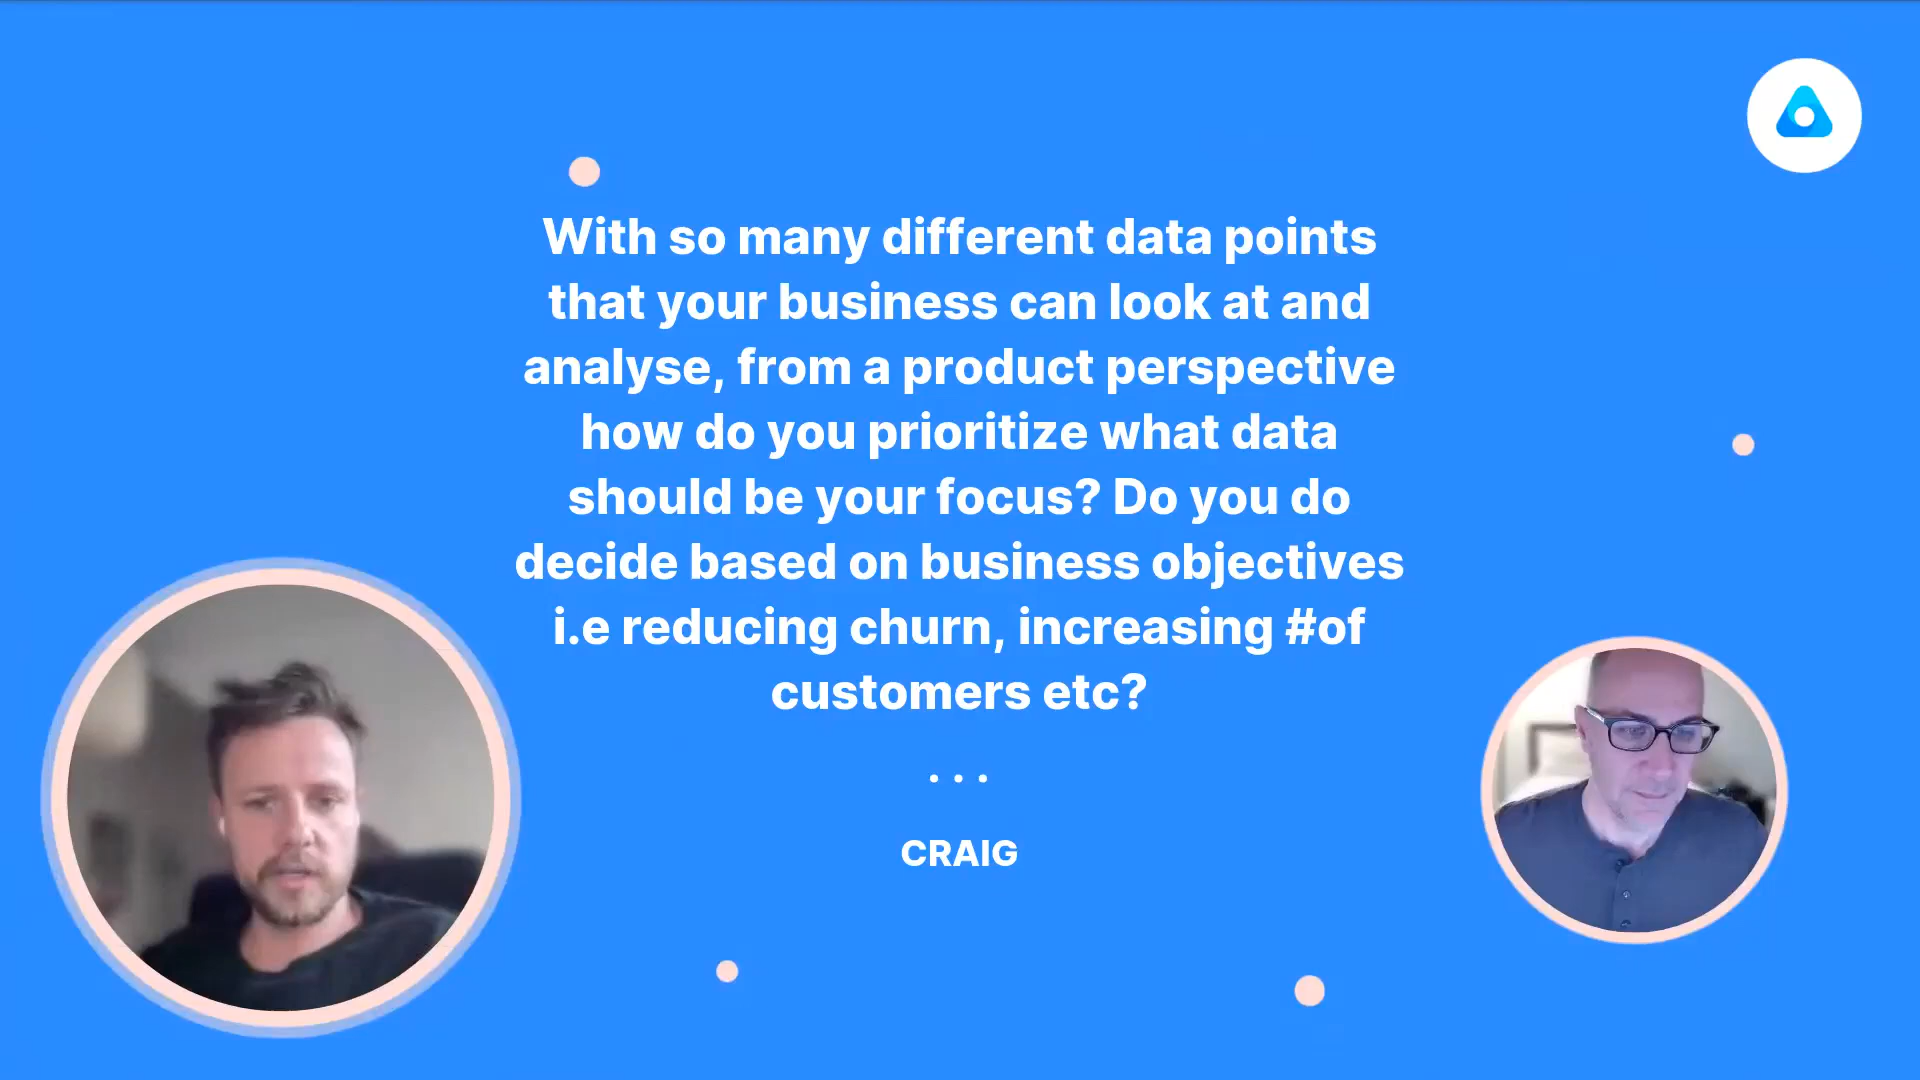 With so many different data points
that your business can look at and
analyse, from a product perspective
how do you prioritize what data
should be your focus? Do you do
decide based on business objectives
i.e reducing churn, increasing #of
customers etc?
. . .
CRAIG